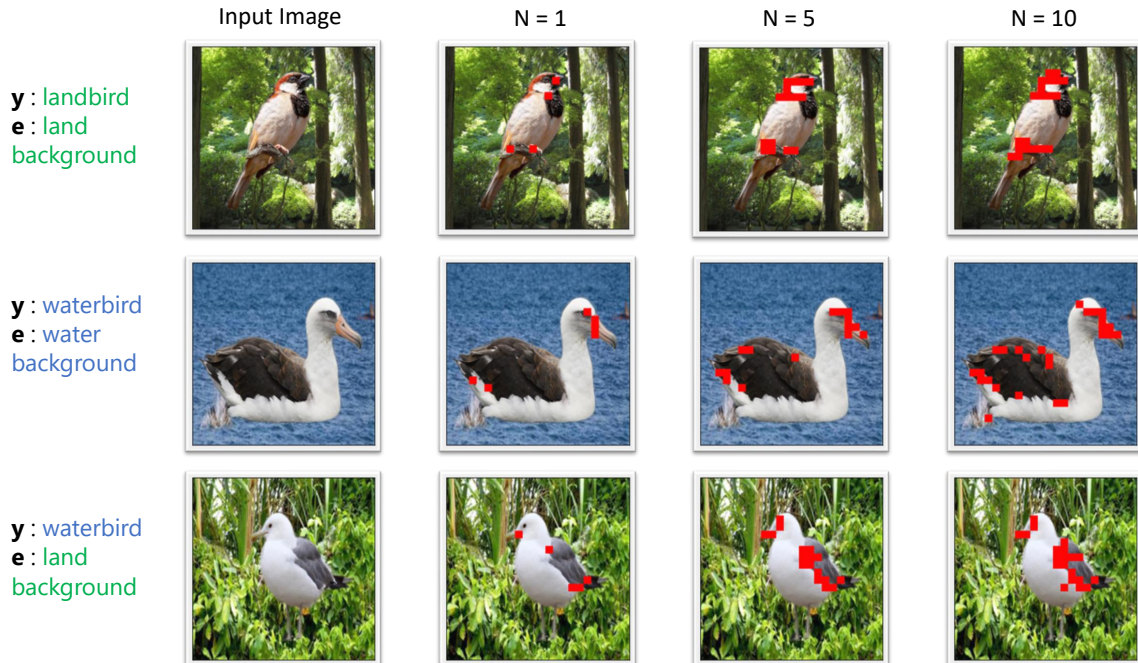 Input Image
N = 1
N = 5
N = 10
y : landbird
e : land
background
y : waterbird
e : water
background
y : waterbird
e : land
background